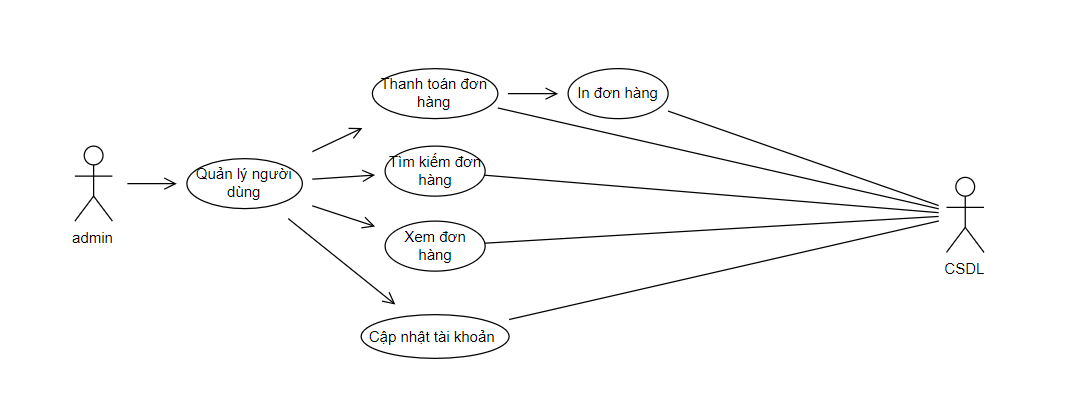 Thanh toán đơn
hàng
In đơn hàng
Tìm kiếm đơn
hàng
Quản lý người
dùng
admin
Xem đơn
hàng
CSDL
Cập nhật tài khoản